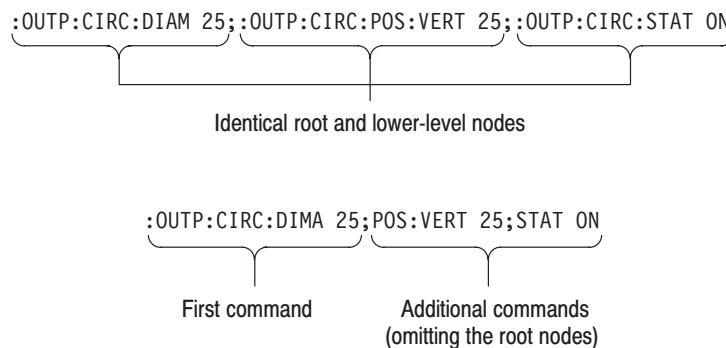 :OUTP:CIRC:DIAM 25;:OUTP:CIRC:POS:VERT 25;:OUTP:CIRC:STAT ON
Identical root and lower-level nodes
:OUTP:CIRC:DIMA 25;POS:VERT 25;STAT ON
First command
Additional commands
(omitting the root nodes)